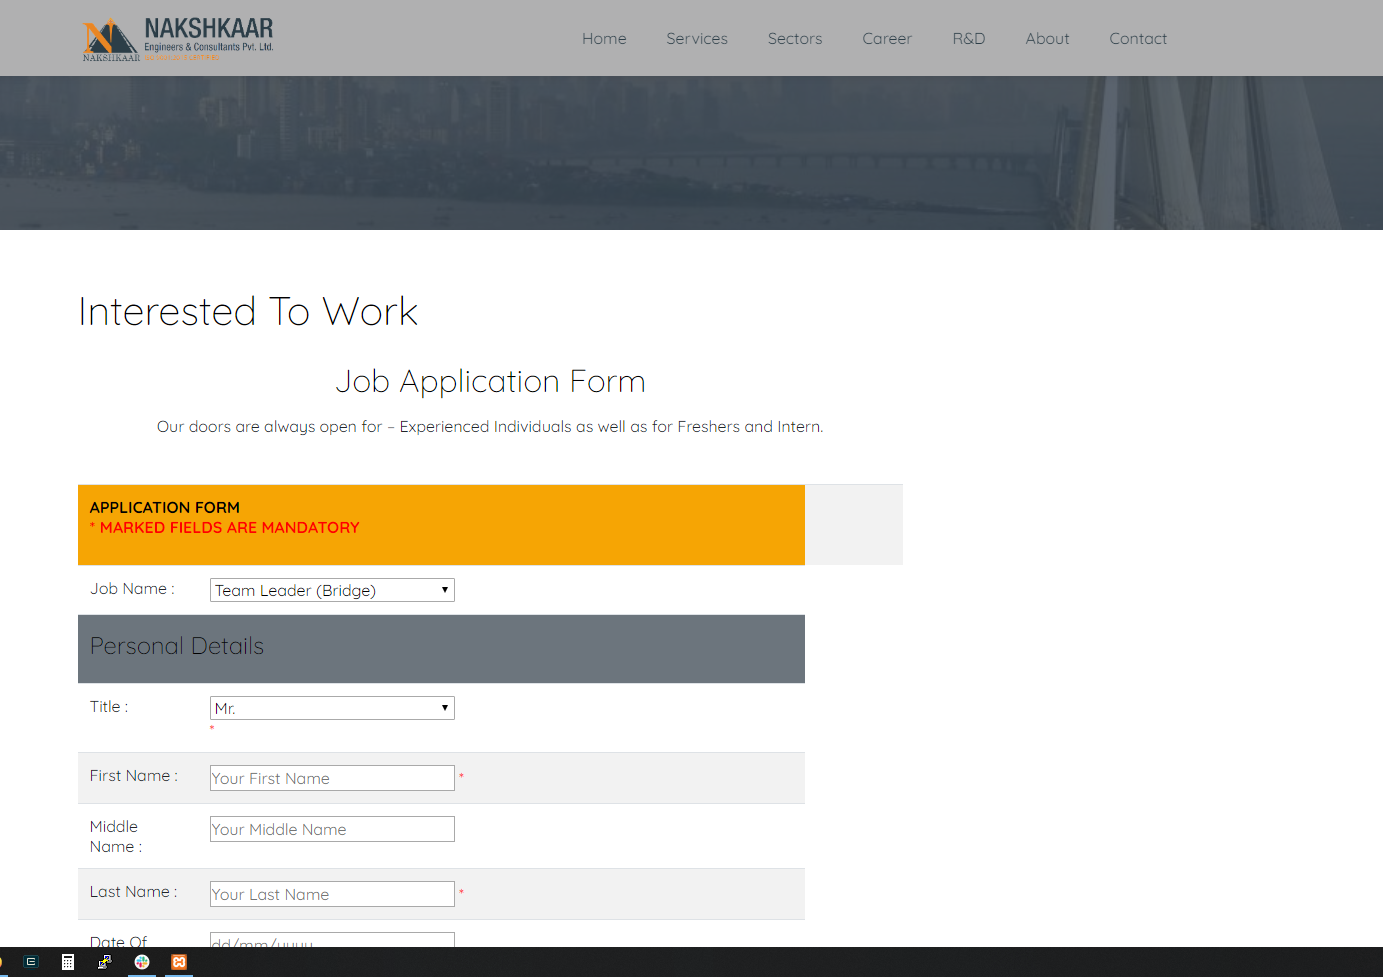 NAKSHKAAR
Engineers & Consultants Pvt. Ltd.
NAKSHKAAR
Home Services Sectors Career R&D About Contact
Interested To Work
Job Application Form
Our doors are always open for – Experienced Individuals as well as for Freshers and Intern.
APPLICATION FORM
* MARKED FIELDS ARE MANDATORY
Job Name : Team Leader (Bridge)
Personal Details
Title : Mr.
*
First Name : Your First Name *
Middle Name : Your Middle Name
Last Name : Your Last Name *
Date Of dd/mm/yyyy